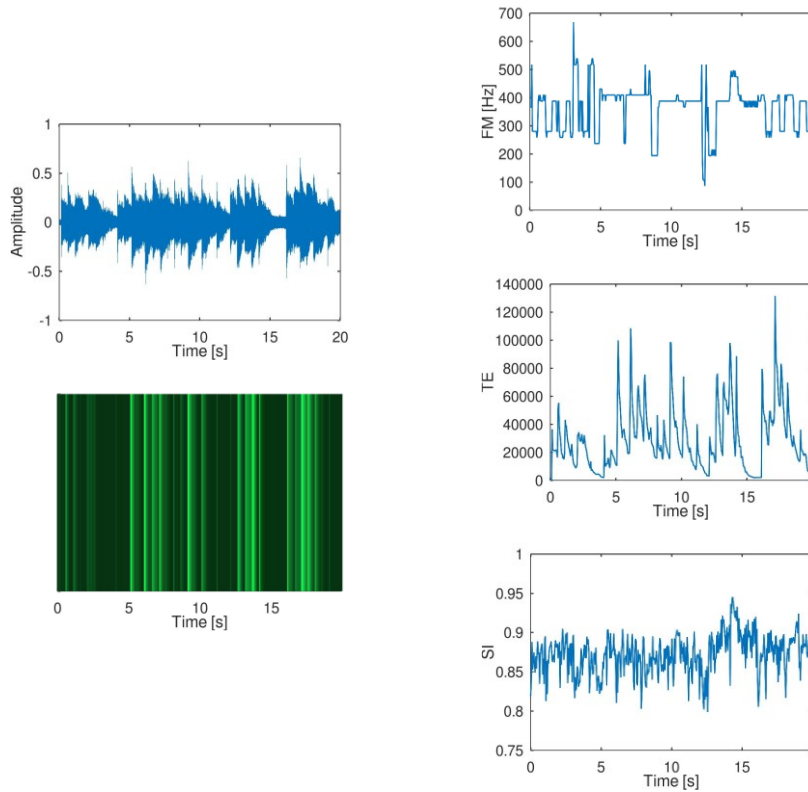 1
0.5
0
-0.5
-1
Amplitude
0 5 10 15 20
Time [s]
0 5 10 15
Time [s]
700
600
500
400
300
200
100
0
FM [Hz]
0 5 10 15
Time [s]
140000
120000
100000
80000
60000
40000
20000
0
TE
0 5 10 15
Time [s]
1
0.95
0.9
0.85
0.8
0.75
SI
0 5 10 15
Time [s]